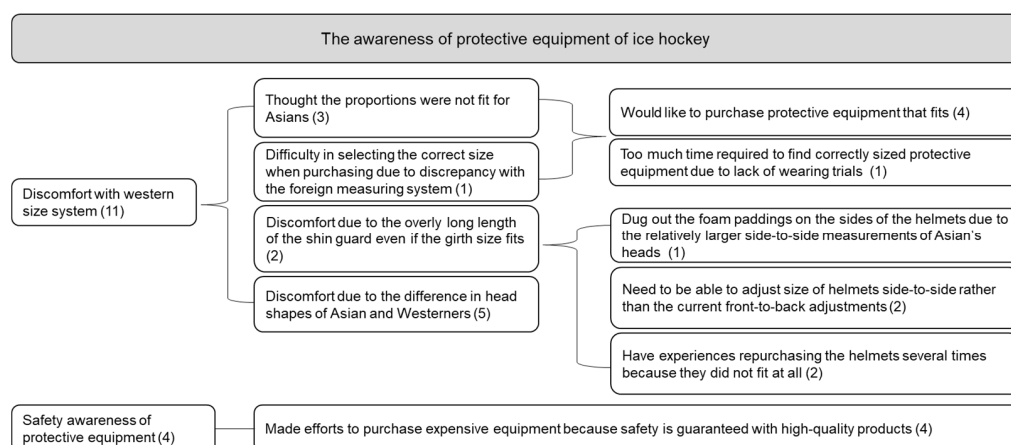 The awareness of protective equipment of ice hockey
Discomfort with western
size system (11)
Thought the proportions were not fit for
Asians (3)
Difficulty in selecting the correct size
when purchasing due to discrepancy with
the foreign measuring system (1)
Discomfort due to the overly long length
of the shin guard even if the girth size fits
(2)
Discomfort due to the difference in head
shapes of Asian and Westerners (5)
Would like to purchase protective equipment that fits (4)
Too much time required to find correctly sized protective
equipment due to lack of wearing trials (1)
Dug out the foam paddings on the sides of the helmets due to
the relatively larger side-to-side measurements of Asian's
heads (1)
Need to be able to adjust size of helmets side-to-side rather
than the current front-to-back adjustments (2)
Have experiences repurchasing the helmets several times
because they did not fit at all (2)
Safety awareness of
protective equipment (4)
Made efforts to purchase expensive equipment because safety is guaranteed with high-quality products (4)